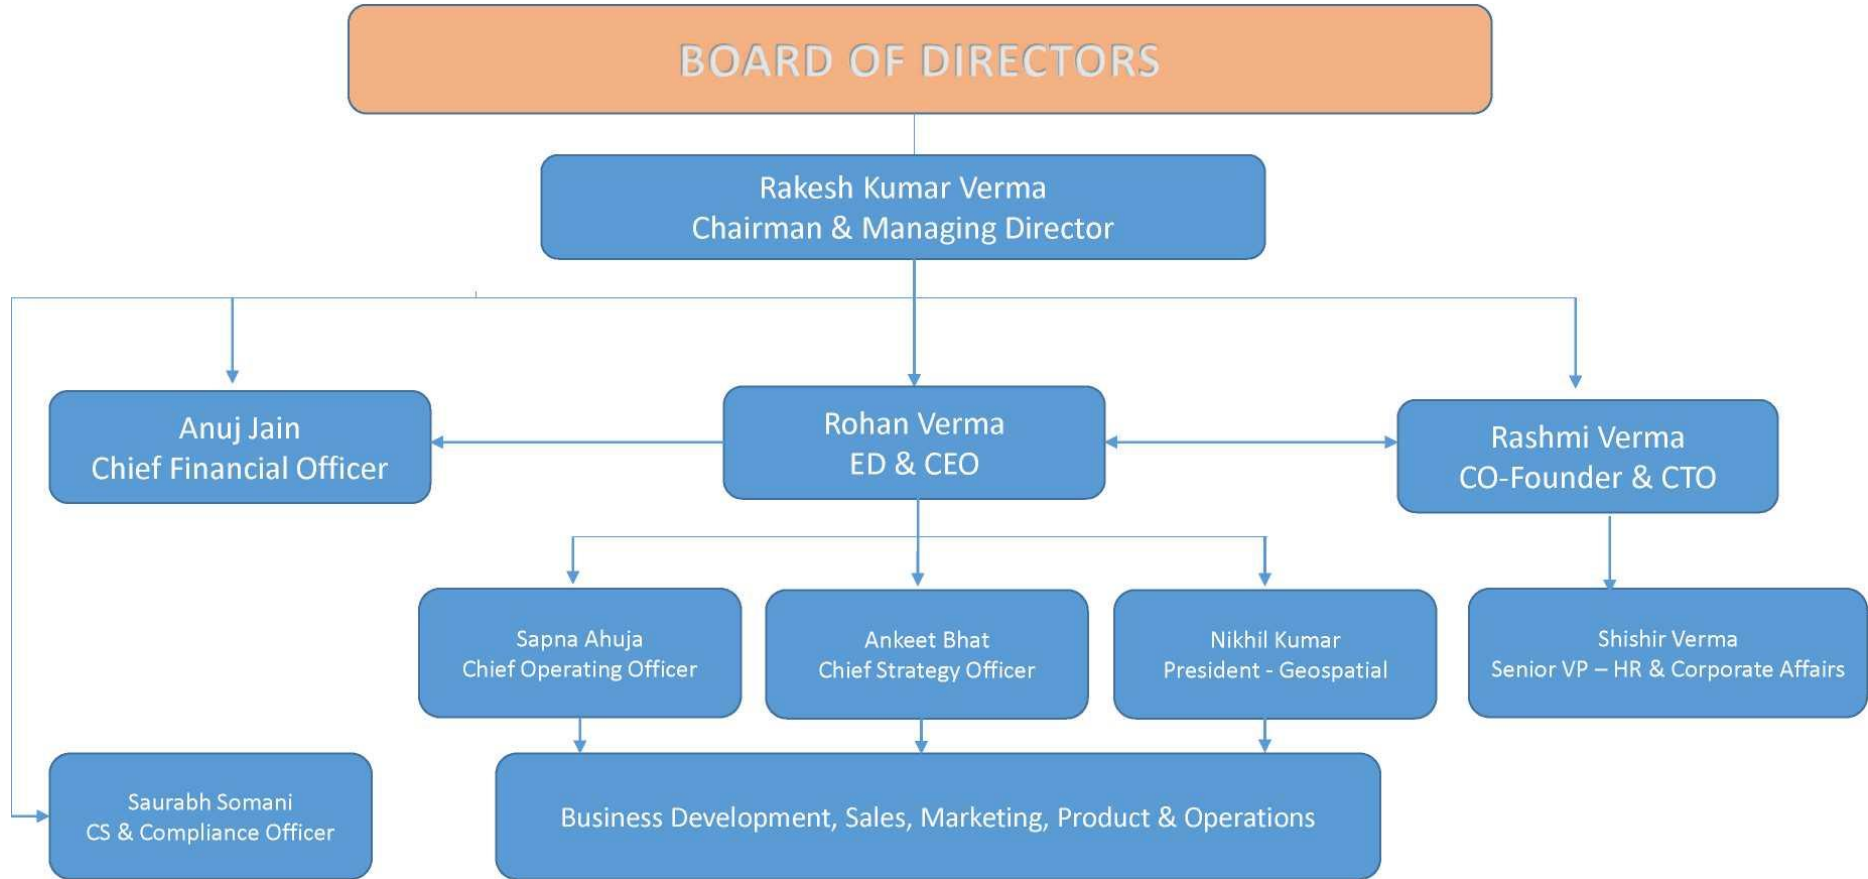 BOARD OF DIRECTORS
Rakesh Kumar Verma
Chairman & Managing Director
Anuj Jain
Chief Financial Officer
Rohan Verma
ED & CEO
Rashmi Verma
CO-Founder & CTO
Sapna Ahuja
Chief Operating Officer
Ankeet Bhat
Chief Strategy Officer
Nikhil Kumar
President - Geospatial
Shishir Verma
Senior VP – HR & Corporate Affairs
Saurabh Somani
CS & Compliance Officer
Business Development, Sales, Marketing, Product & Operations